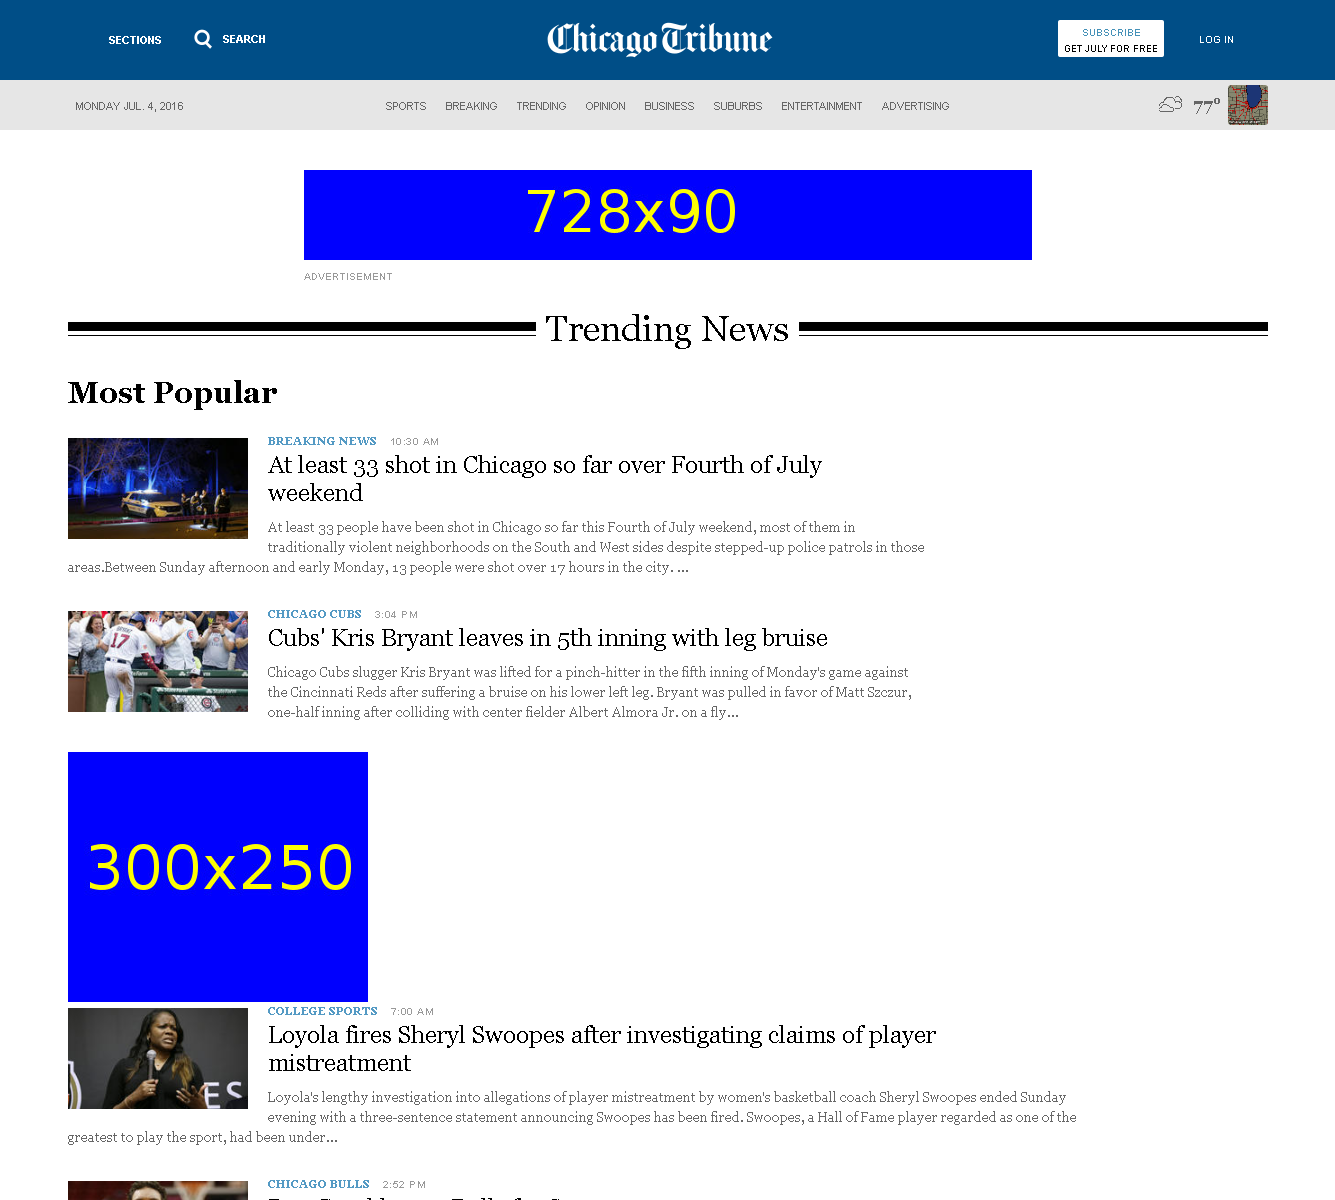 SECTIONS
SEARCH
Chicago Tribune
SUBSCRIBE
GET JULY FOR FREE
LOG IN
MONDAY JUL. 4, 2016
SPORTS BREAKING TRENDING OPINION BUSINESS SUBURBS ENTERTAINMENT ADVERTISING
77°
728x90
ADVERTISEMENT
Trending News
Most Popular
BREAKING NEWS 10:30 AM
At least 33 shot in Chicago so far over Fourth of July
weekend
At least 33 people have been shot in Chicago so far this Fourth of July weekend, most of them in
traditionally violent neighborhoods on the South and West sides despite stepped-up police patrols in those
areas.Between Sunday afternoon and early Monday, 13 people were shot over 17 hours in the city. ...
CHICAGO CUBS 3:04 PM
Cubs' Kris Bryant leaves in 5th inning with leg bruise
17
Chicago Cubs slugger Kris Bryant was lifted for a pinch-hitter in the fifth inning of Monday's game against
the Cincinnati Reds after suffering a bruise on his lower left leg. Bryant was pulled in favor of Matt Szczur,
one-half inning after colliding with center fielder Albert Almora Jr. on a fly...
300x250
COLLEGE SPORTS 7:00 AM
Loyola fires Sheryl Swoopes after investigating claims of player
mistreatment
ES
Loyola's lengthy investigation into allegations of player mistreatment by women's basketball coach Sheryl Swoopes ended Sunday
evening with a three-sentence statement announcing Swoopes has been fired. Swoopes, a Hall of Fame player regarded as one of the
greatest to play the sport, had been under...
CHICAGO BULLS 2:52 PM